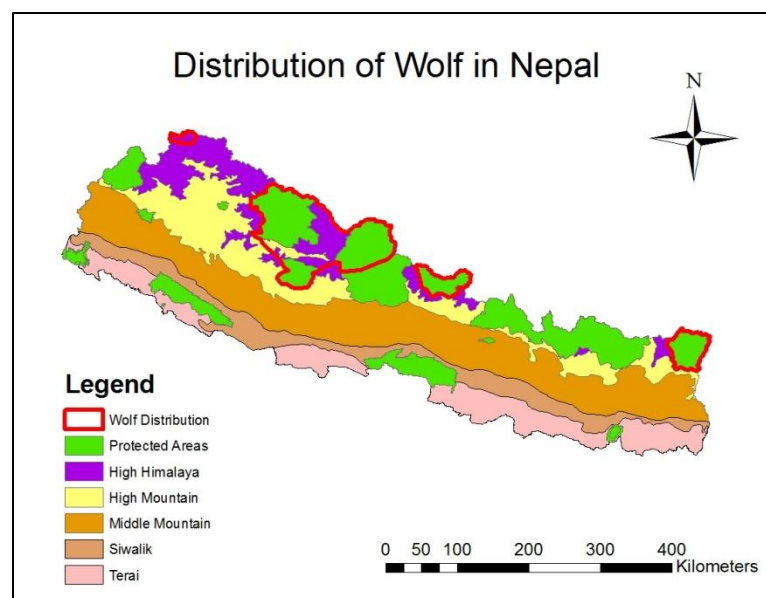 Distribution of Wolf in Nepal
N
Legend
Wolf Distribution
Protected Areas
High Himalaya
High Mountain
Middle Mountain
Siwalik
Terai
0 50 100 200 300 400
Kilometers